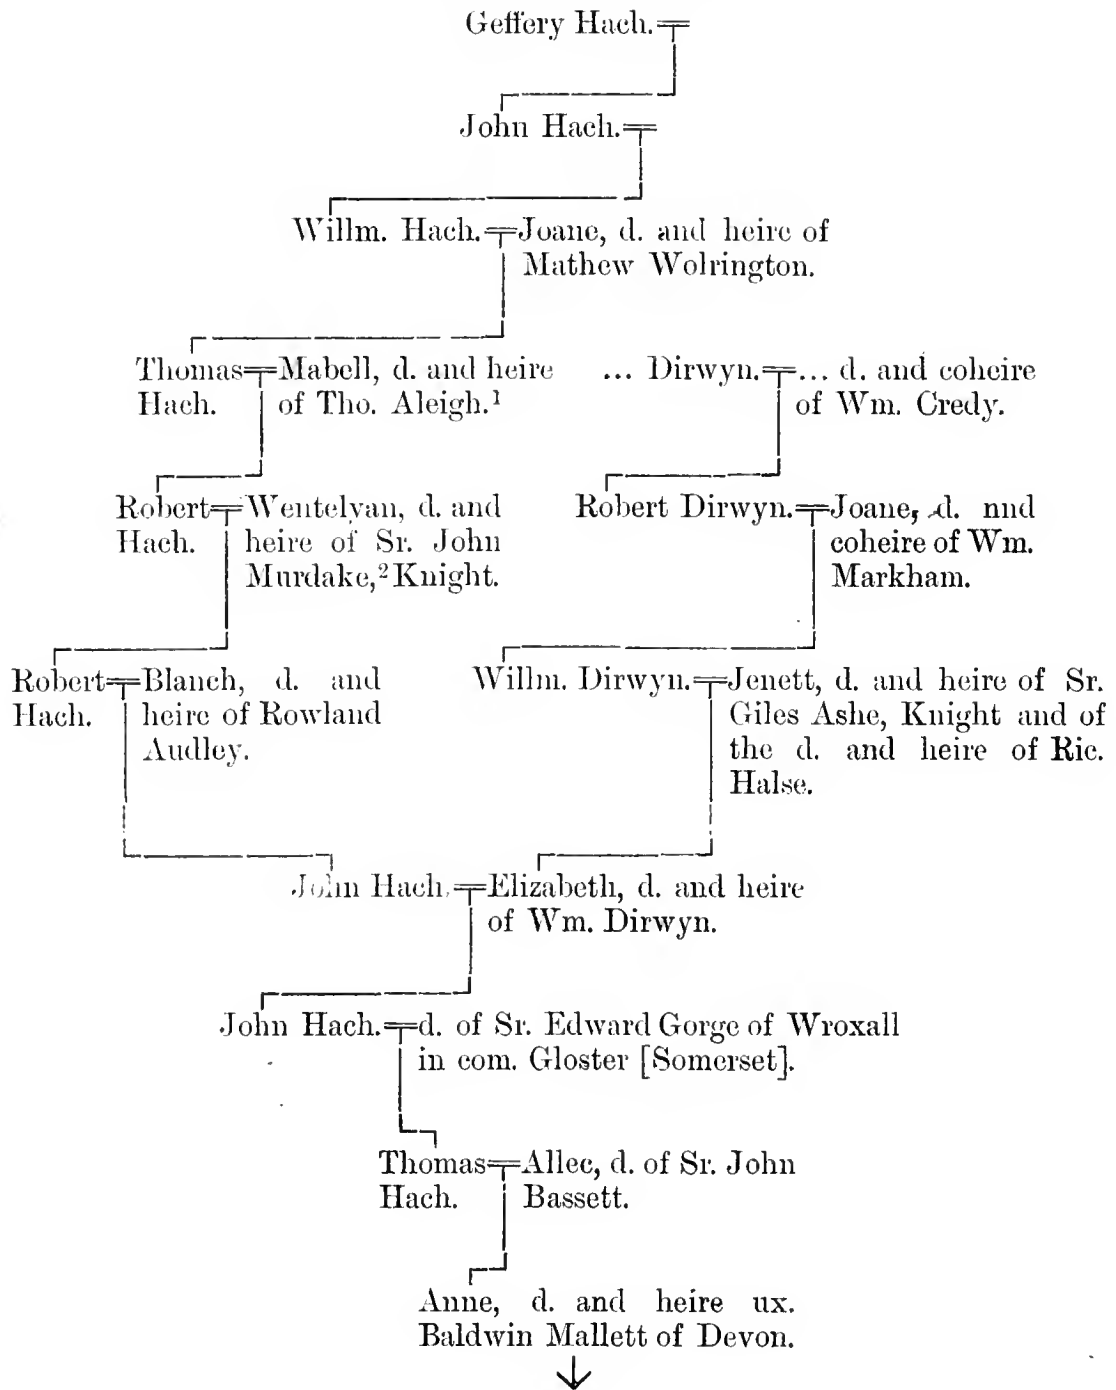 Geffery Hach.
John Hach.
Willm. Hach. Joane, d. and heire of
Mathew Wolrington.
Thomas Hach.
Mabell, d. and heire
of Tho. Aleigh.¹
... Dirwyn. ... d. and coheire
of Wm. Credy.
Robert
Hach.
Wentelyan, d. and
heire of Sr. John
Murdake,² Knight.
Robert Dirwyn. Joane, d. nnd
coheire of Wm.
Markham.
Robert
Hach.
Blanch, d. and
heire of Rowland
Audley.
Willm. Dirwyn. Jenett, d. and heire of Sr.
Giles Ashe, Knight and of
the d. and heire of Ric.
Halse.
John Hach. Elizabeth, d. and heire
of Wm. Dirwyn.
John Hach. d. of Sr. Edward Gorge of Wroxall
in com. Gloster [Somerset].
Thomas
Hach.
Allec, d. of Sr. John
Bassett.
Anne, d. and heire ux.
Baldwin Mallett of Devon.